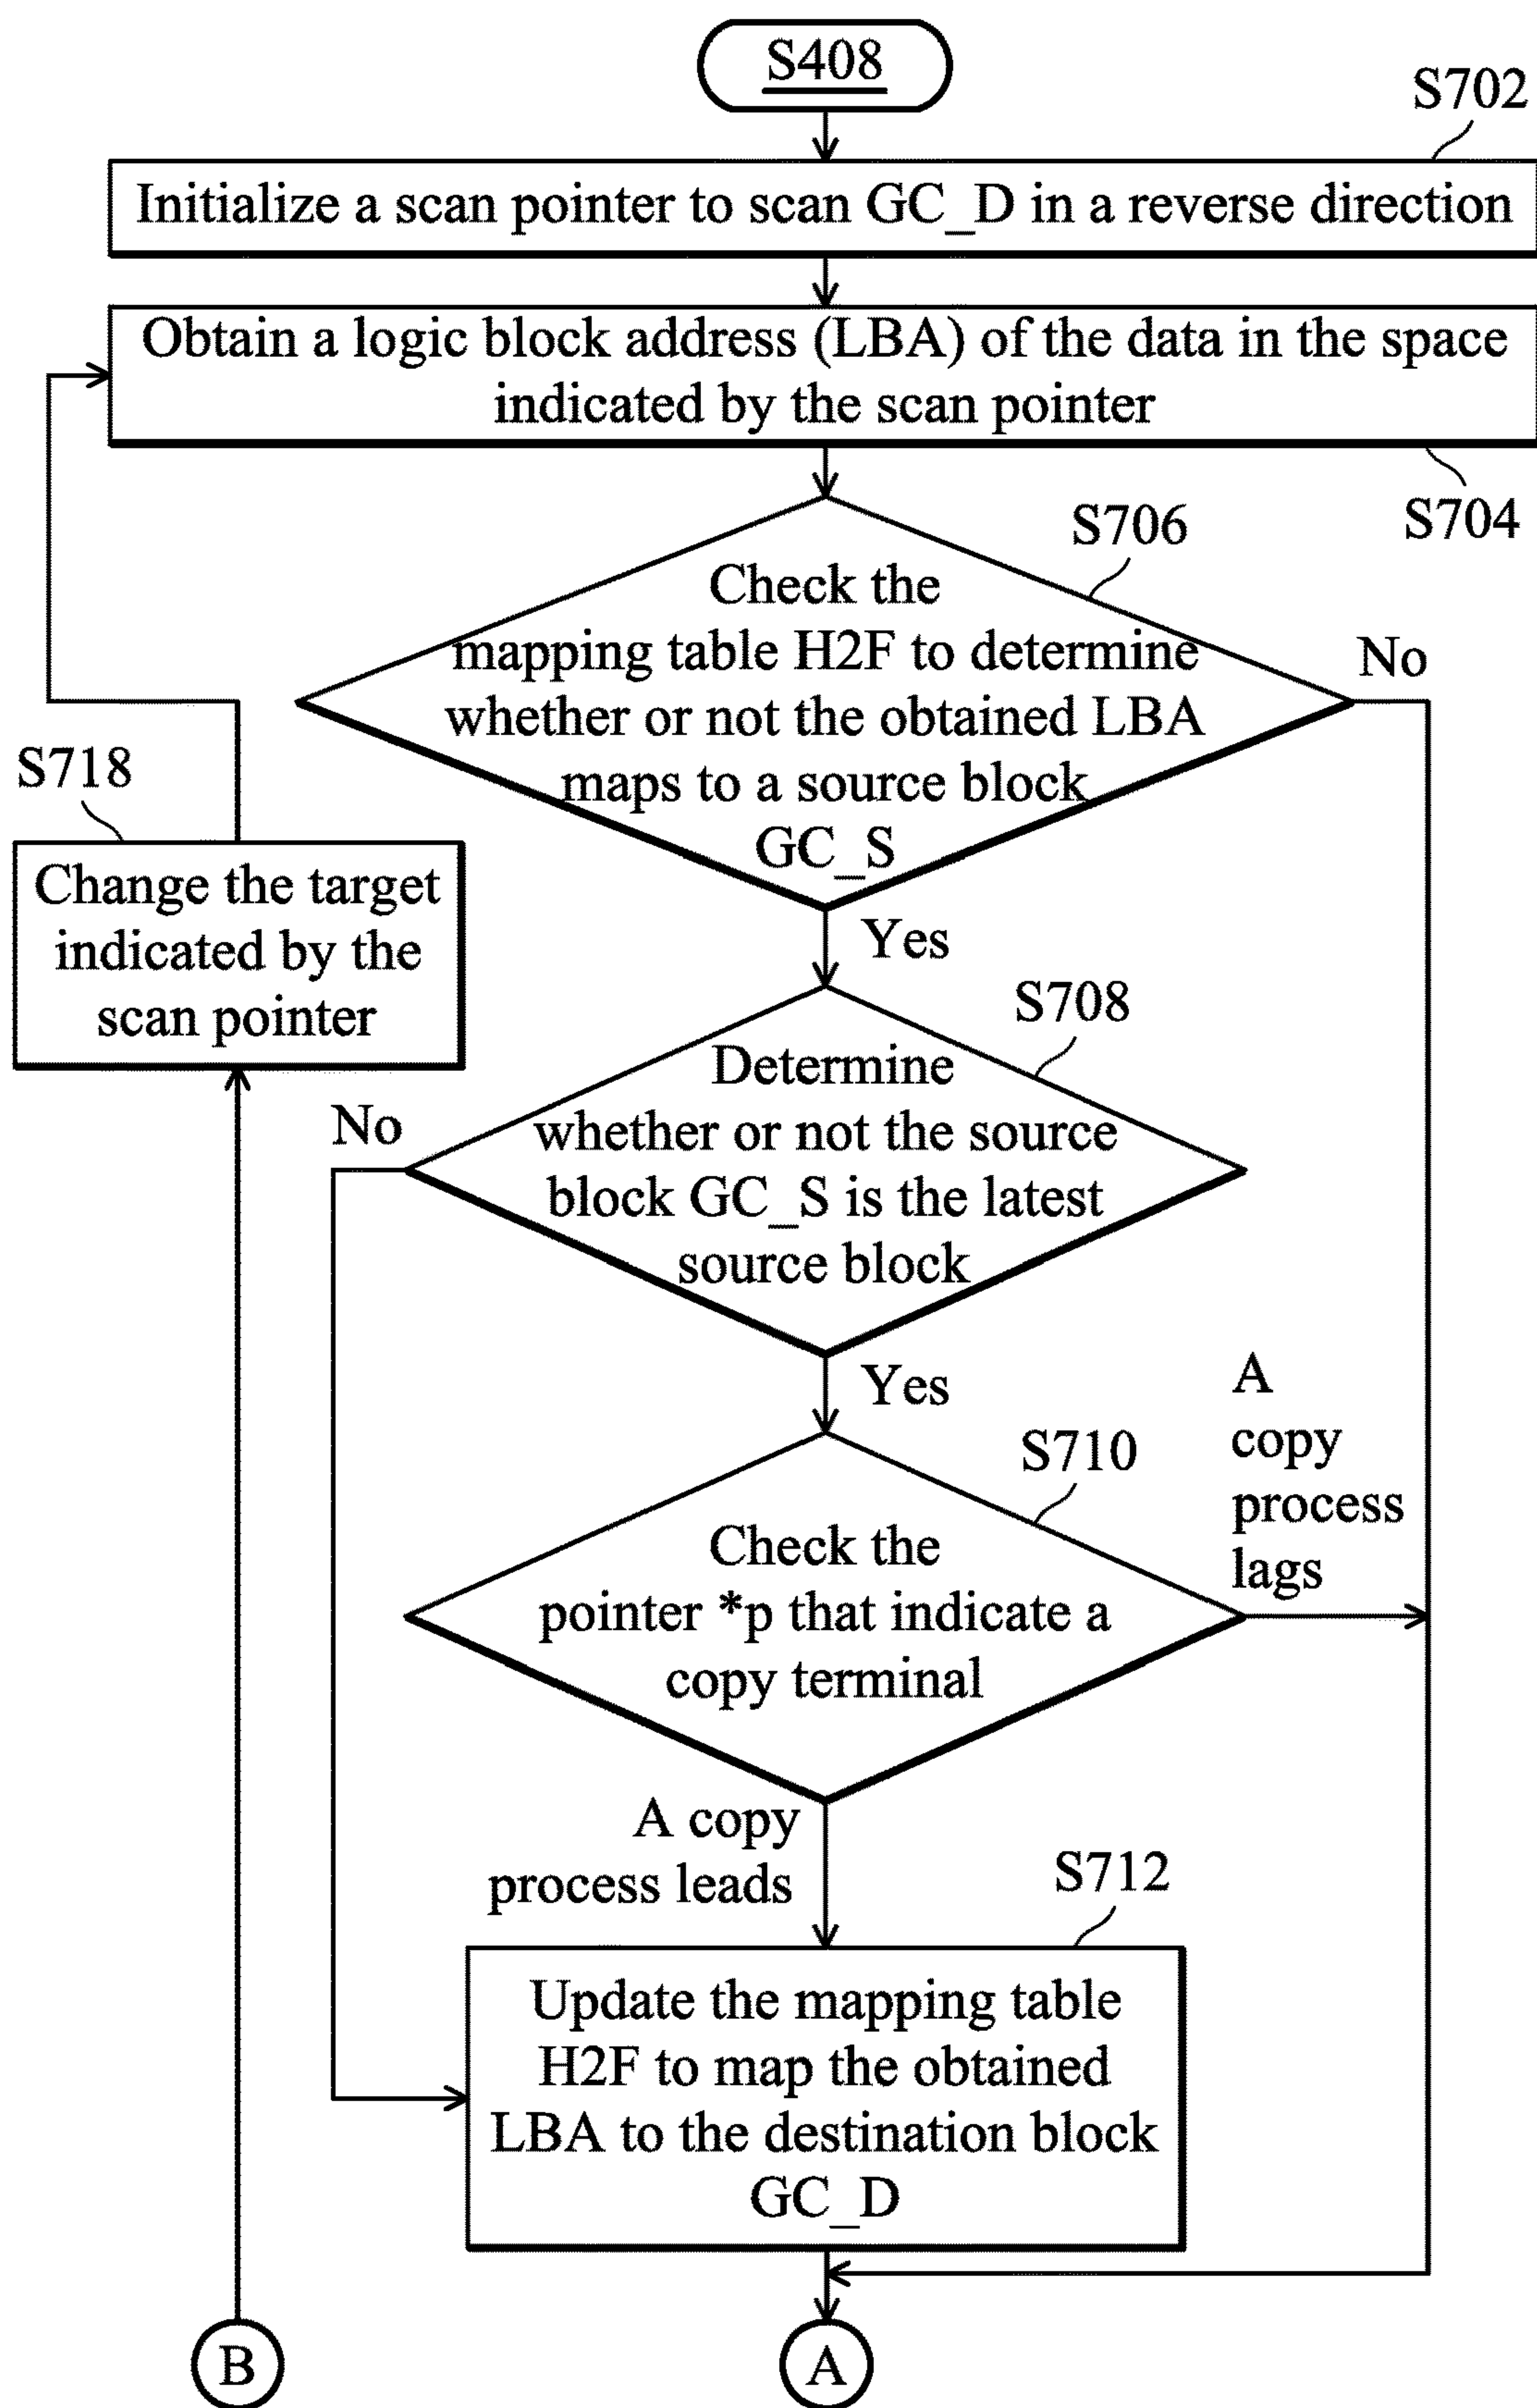 S408
S702
Initialize a scan pointer to scan GC_D in a reverse direction
Obtain a logic block address (LBA) of the data in the space
indicated by the scan pointer
S704
S706
Check the
mapping table H2F to determine
whether or not the obtained LBA
maps to a source block
GC_S
No
Yes
S718
Change the target
indicated by the
scan pointer
S708
Determine
whether or not the source
block GC_S is the latest
source block
No
Yes
S710
Check the
pointer *p that indicate a
copy terminal
A
copy
process
lags
A copy
process leads
S712
Update the mapping table
H2F to map the obtained
LBA to the destination block
GC_D
B
A